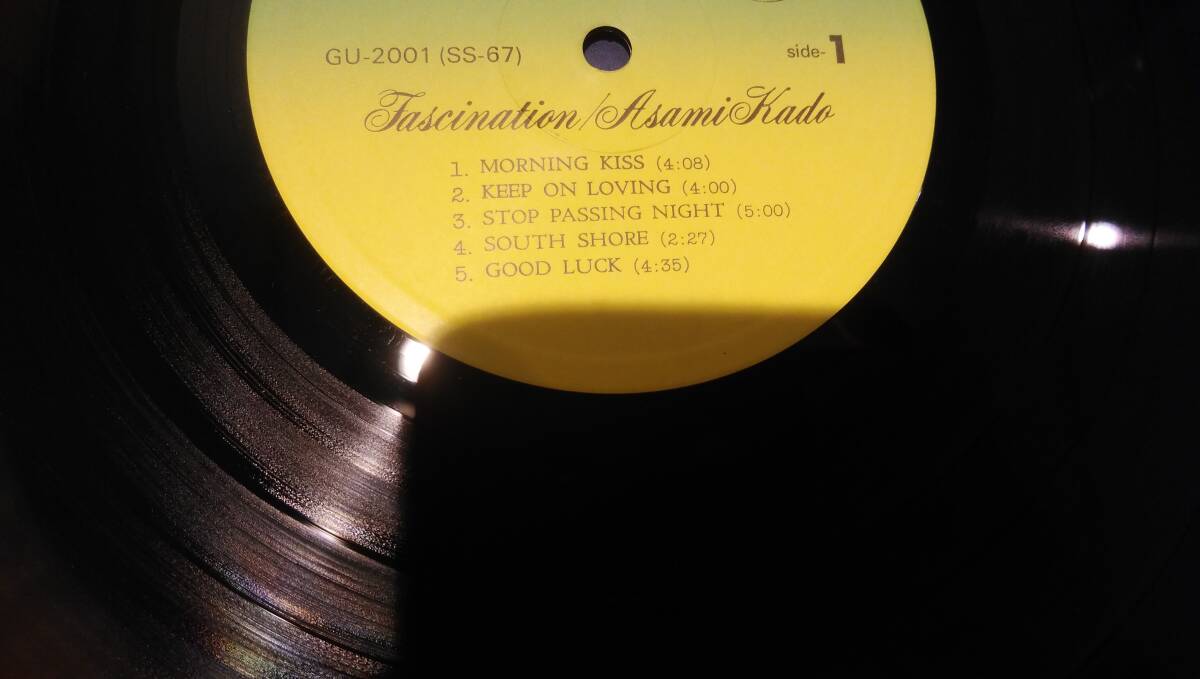 GU-2001 (SS-67) side-1
Fascination/Asami Kado
1. MORNING KISS (4:08)
2. KEEP ON LOVING (4:00)
3. STOP PASSING NIGHT (5:00)
4. SOUTH SHORE (2:27)
5. GOOD LUCK (4:35)